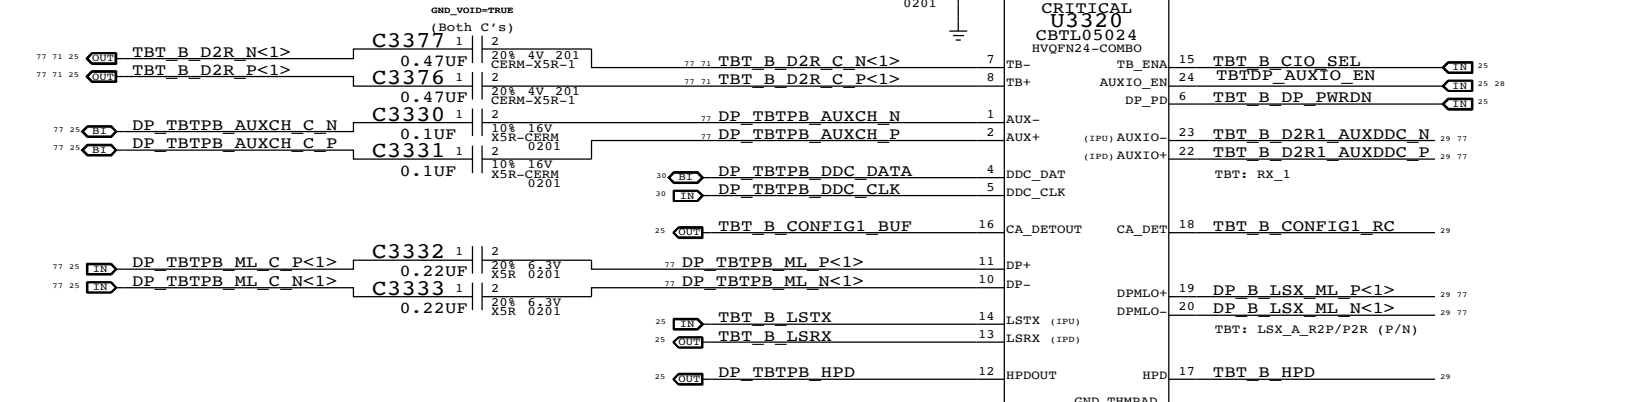 GND_VOID=TRUE
(Both C's)
0201
CRITICAL
U3320
CBTL05024
HVQFN24-COMBO
77 71 25 OUT TBT_B_D2R_N<1> C3377 1 2 0.47UF 20% 4V 201 CERM-X5R-1 77 71 TBT_B_D2R_C_N<1> 7 TB-
77 71 25 OUT TBT_B_D2R_P<1> C3376 1 2 0.47UF 20% 4V 201 CERM-X5R-1 77 71 TBT_B_D2R_C_P<1> 8 TB+
TB_ENA 15 TBT_B_CIO_SEL IN 25
AUXIO_EN 24 TBTDP_AUXIO_EN IN 25 28
DP_PD 6 TBT_B_DP_PWRDN IN 25
77 25 BI DP_TBTPB_AUXCH_C_N C3330 1 2 0.1UF 10% 16V X5R-CERM 0201 77 DP_TBTPB_AUXCH_N 1 AUX-
77 25 BI DP_TBTPB_AUXCH_C_P C3331 1 2 0.1UF 10% 16V X5R-CERM 0201 77 DP_TBTPB_AUXCH_P 2 AUX+
(IPU) AUXIO- 23 TBT_B_D2R1_AUXDDC_N 29 77
(IPD) AUXIO+ 22 TBT_B_D2R1_AUXDDC_P 29 77
TBT: RX_1
30 BI DP_TBTPB_DDC_DATA 4 DDC_DAT
30 IN DP_TBTPB_DDC_CLK 5 DDC_CLK
25 OUT TBT_B_CONFIG1_BUF 16 CA_DETOUT
CA_DET 18 TBT_B_CONFIG1_RC 29
77 25 IN DP_TBTPB_ML_C_P<1> C3332 1 2 0.22UF 20% 6.3V X5R 0201 77 DP_TBTPB_ML_P<1> 11 DP+
77 25 IN DP_TBTPB_ML_C_N<1> C3333 1 2 0.22UF 20% 6.3V X5R 0201 77 DP_TBTPB_ML_N<1> 10 DP-
DPMLO+ 19 DP_B_LSX_ML_P<1> 29 77
DPMLO- 20 DP_B_LSX_ML_N<1> 29 77
TBT: LSX_A_R2P/P2R (P/N)
25 IN TBT_B_LSTX 14 LSTX (IPU)
25 OUT TBT_B_LSRX 13 LSRX (IPD)
25 OUT DP_TBTPB_HPD 12 HPDOUT
HPD 17 TBT_B_HPD 29
GND THMPAD